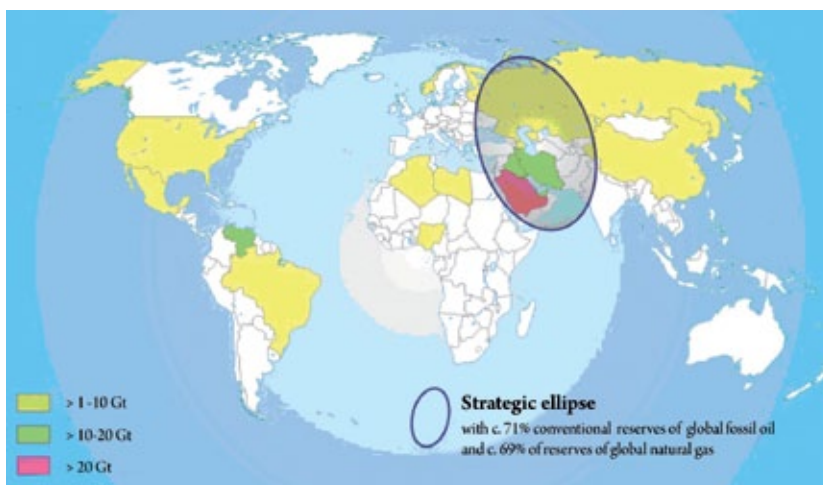 > 1 -10 Gt
> 10-20 Gt
> 20 Gt
Strategic ellipse
with c. 71% conventional reserves of global fossil oil
and c. 69% of reserves of global natural gas